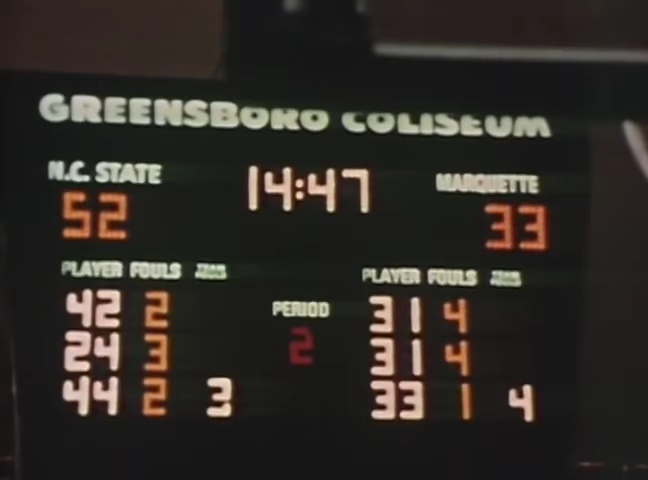 GREENSBORO COLISEUM
N.C. STATE 14:47 MARQUETTE
52 33
PLAYER FOULS PLAYER FOULS
42 2 PERIOD 31 4
24 3 2 31 4
44 2 3 33 1 4